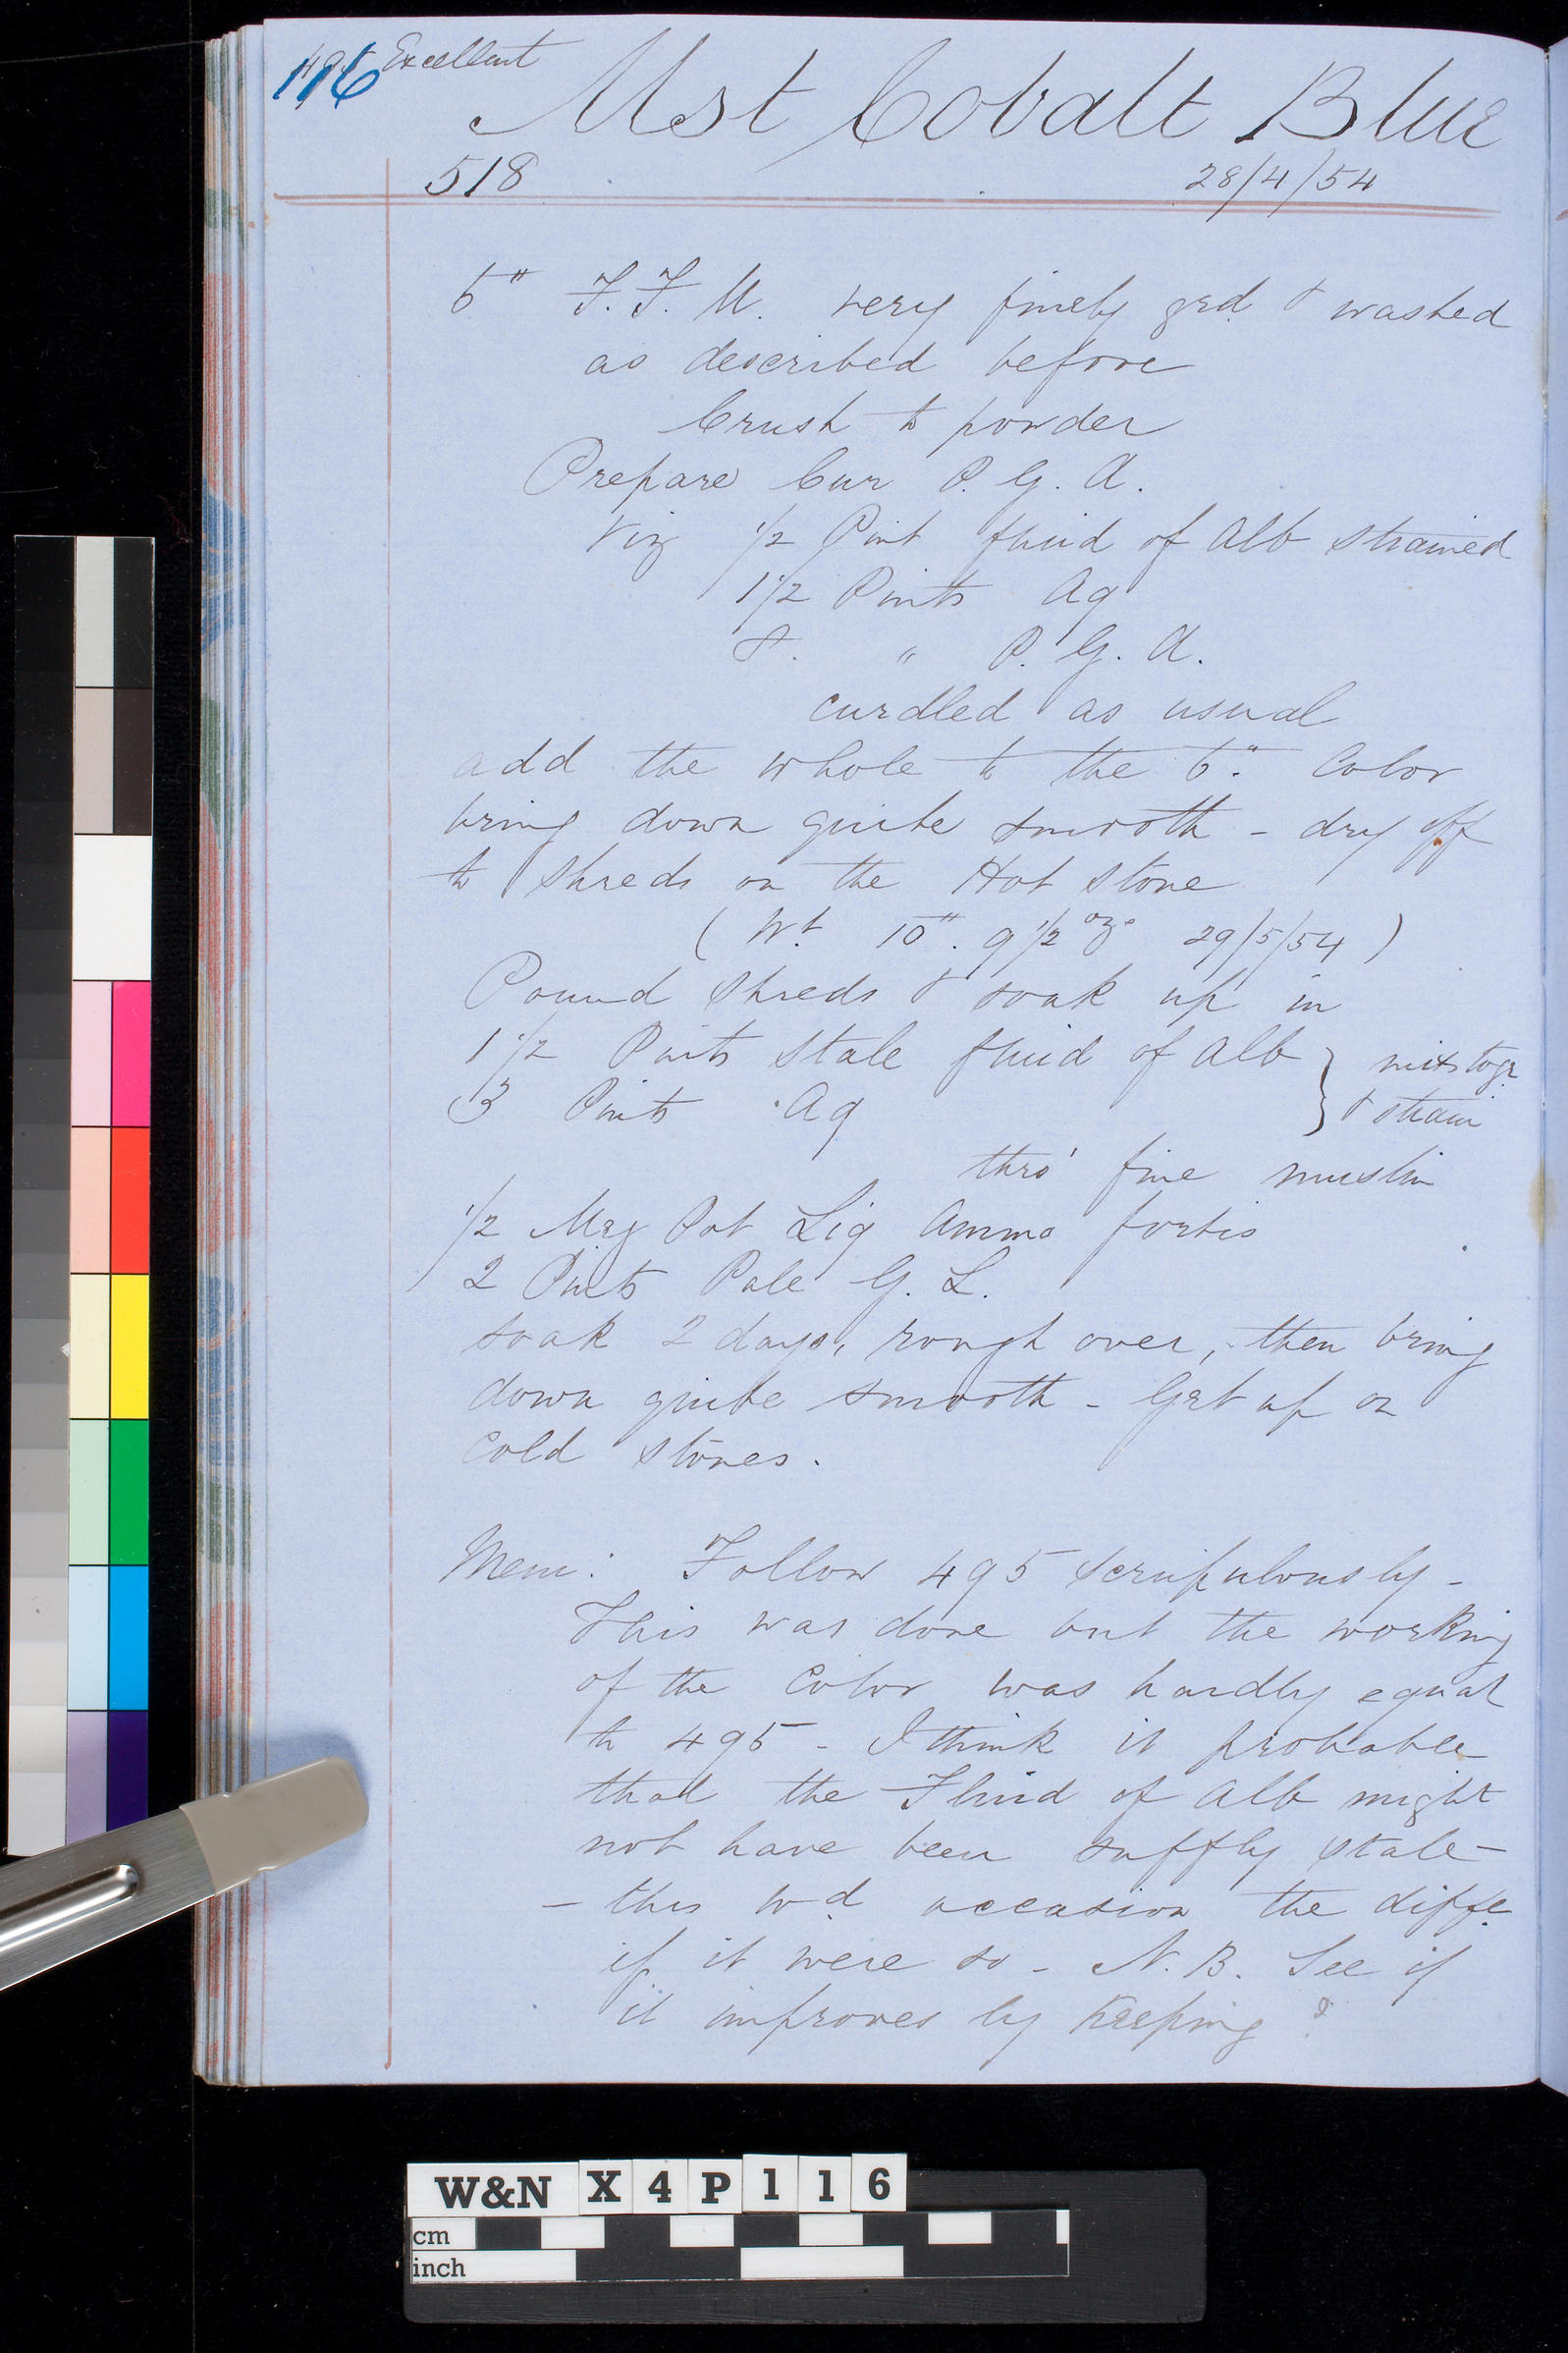 116 Excellent
Mst Cobalt Blue
518 28/4/54
6" F.F.U. very finely grd & washed
as described before
Crush to powder
Prepare Cur P. G. A.
Viz 1/2 Pint fluid of Alb strained
1 1/2 Pints Aq
8. " P. G. A.
curdled as usual
add the whole to the 6" Color
bring down quite smooth - dry off
to shreds on the Hot stone
( Wt 10". 9 1/2 ozs 29/5/54 )
Pound shreds & soak up in
1 1/2 Pints stale fluid of Alb } mix togr
3 Pints Aq } & strain
thro' fine muslin
1/2 Meg Pot Liq Ammo fortis
2 Pints Pale G. L.
soak 2 days, rough over, then bring
down quite smooth - Get up on
cold stones.
Mem: Follow 495 scrupulously -
This was done but the working
of the color was hardly equal
to 495 - I think it probable
that the Fluid of Alb might
not have been suffly stale -
- this wd occasion the diffe
if it were so - N.B. See if
it improves by keeping ?
W&N X 4 P 1 1 6
cm
inch